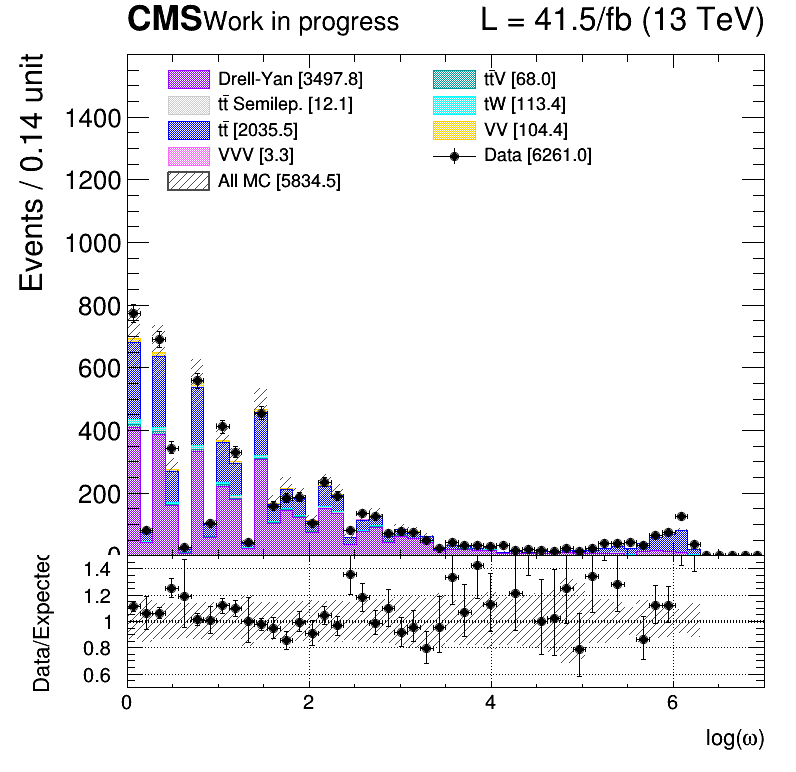 CMS Work in progress L = 41.5/fb (13 TeV)
Events / 0.14 unit
Drell-Yan [3497.8]
tt̄ Semilep. [12.1]
tt̄ [2035.5]
VVV [3.3]
All MC [5834.5]
tt̄V [68.0]
tW [113.4]
VV [104.4]
Data [6261.0]
1400
1200
1000
800
600
400
200
0
Data/Expected
1.4
1.2
1
0.8
0.6
0 2 4 6
log(ω)